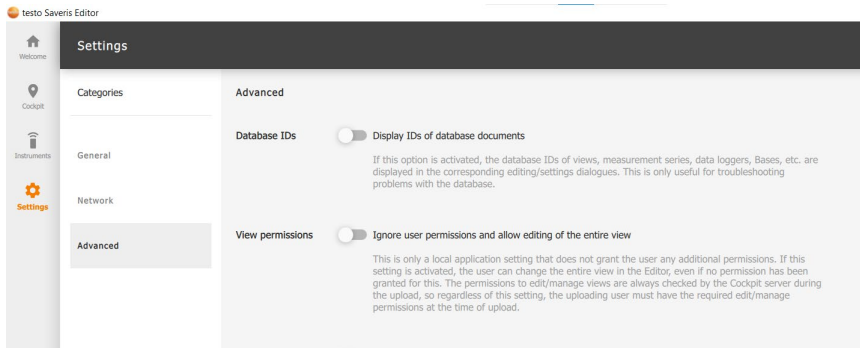 testo Saveris Editor
Welcome
Settings
Cockpit
Categories
Advanced
Database IDs
Display IDs of database documents
If this option is activated, the database IDs of views, measurement series, data loggers, Bases, etc. are
displayed in the corresponding editing/settings dialogues. This is only useful for troubleshooting
problems with the database.
Instruments
General
Settings
Network
Advanced
View permissions
Ignore user permissions and allow editing of the entire view
This is only a local application setting that does not grant the user any additional permissions. If this
setting is activated, the user can change the entire view in the Editor, even if no permission has been
granted for this. The permissions to edit/manage views are always checked by the Cockpit server during
the upload, so regardless of this setting, the uploading user must have the required edit/manage
permissions at the time of upload.